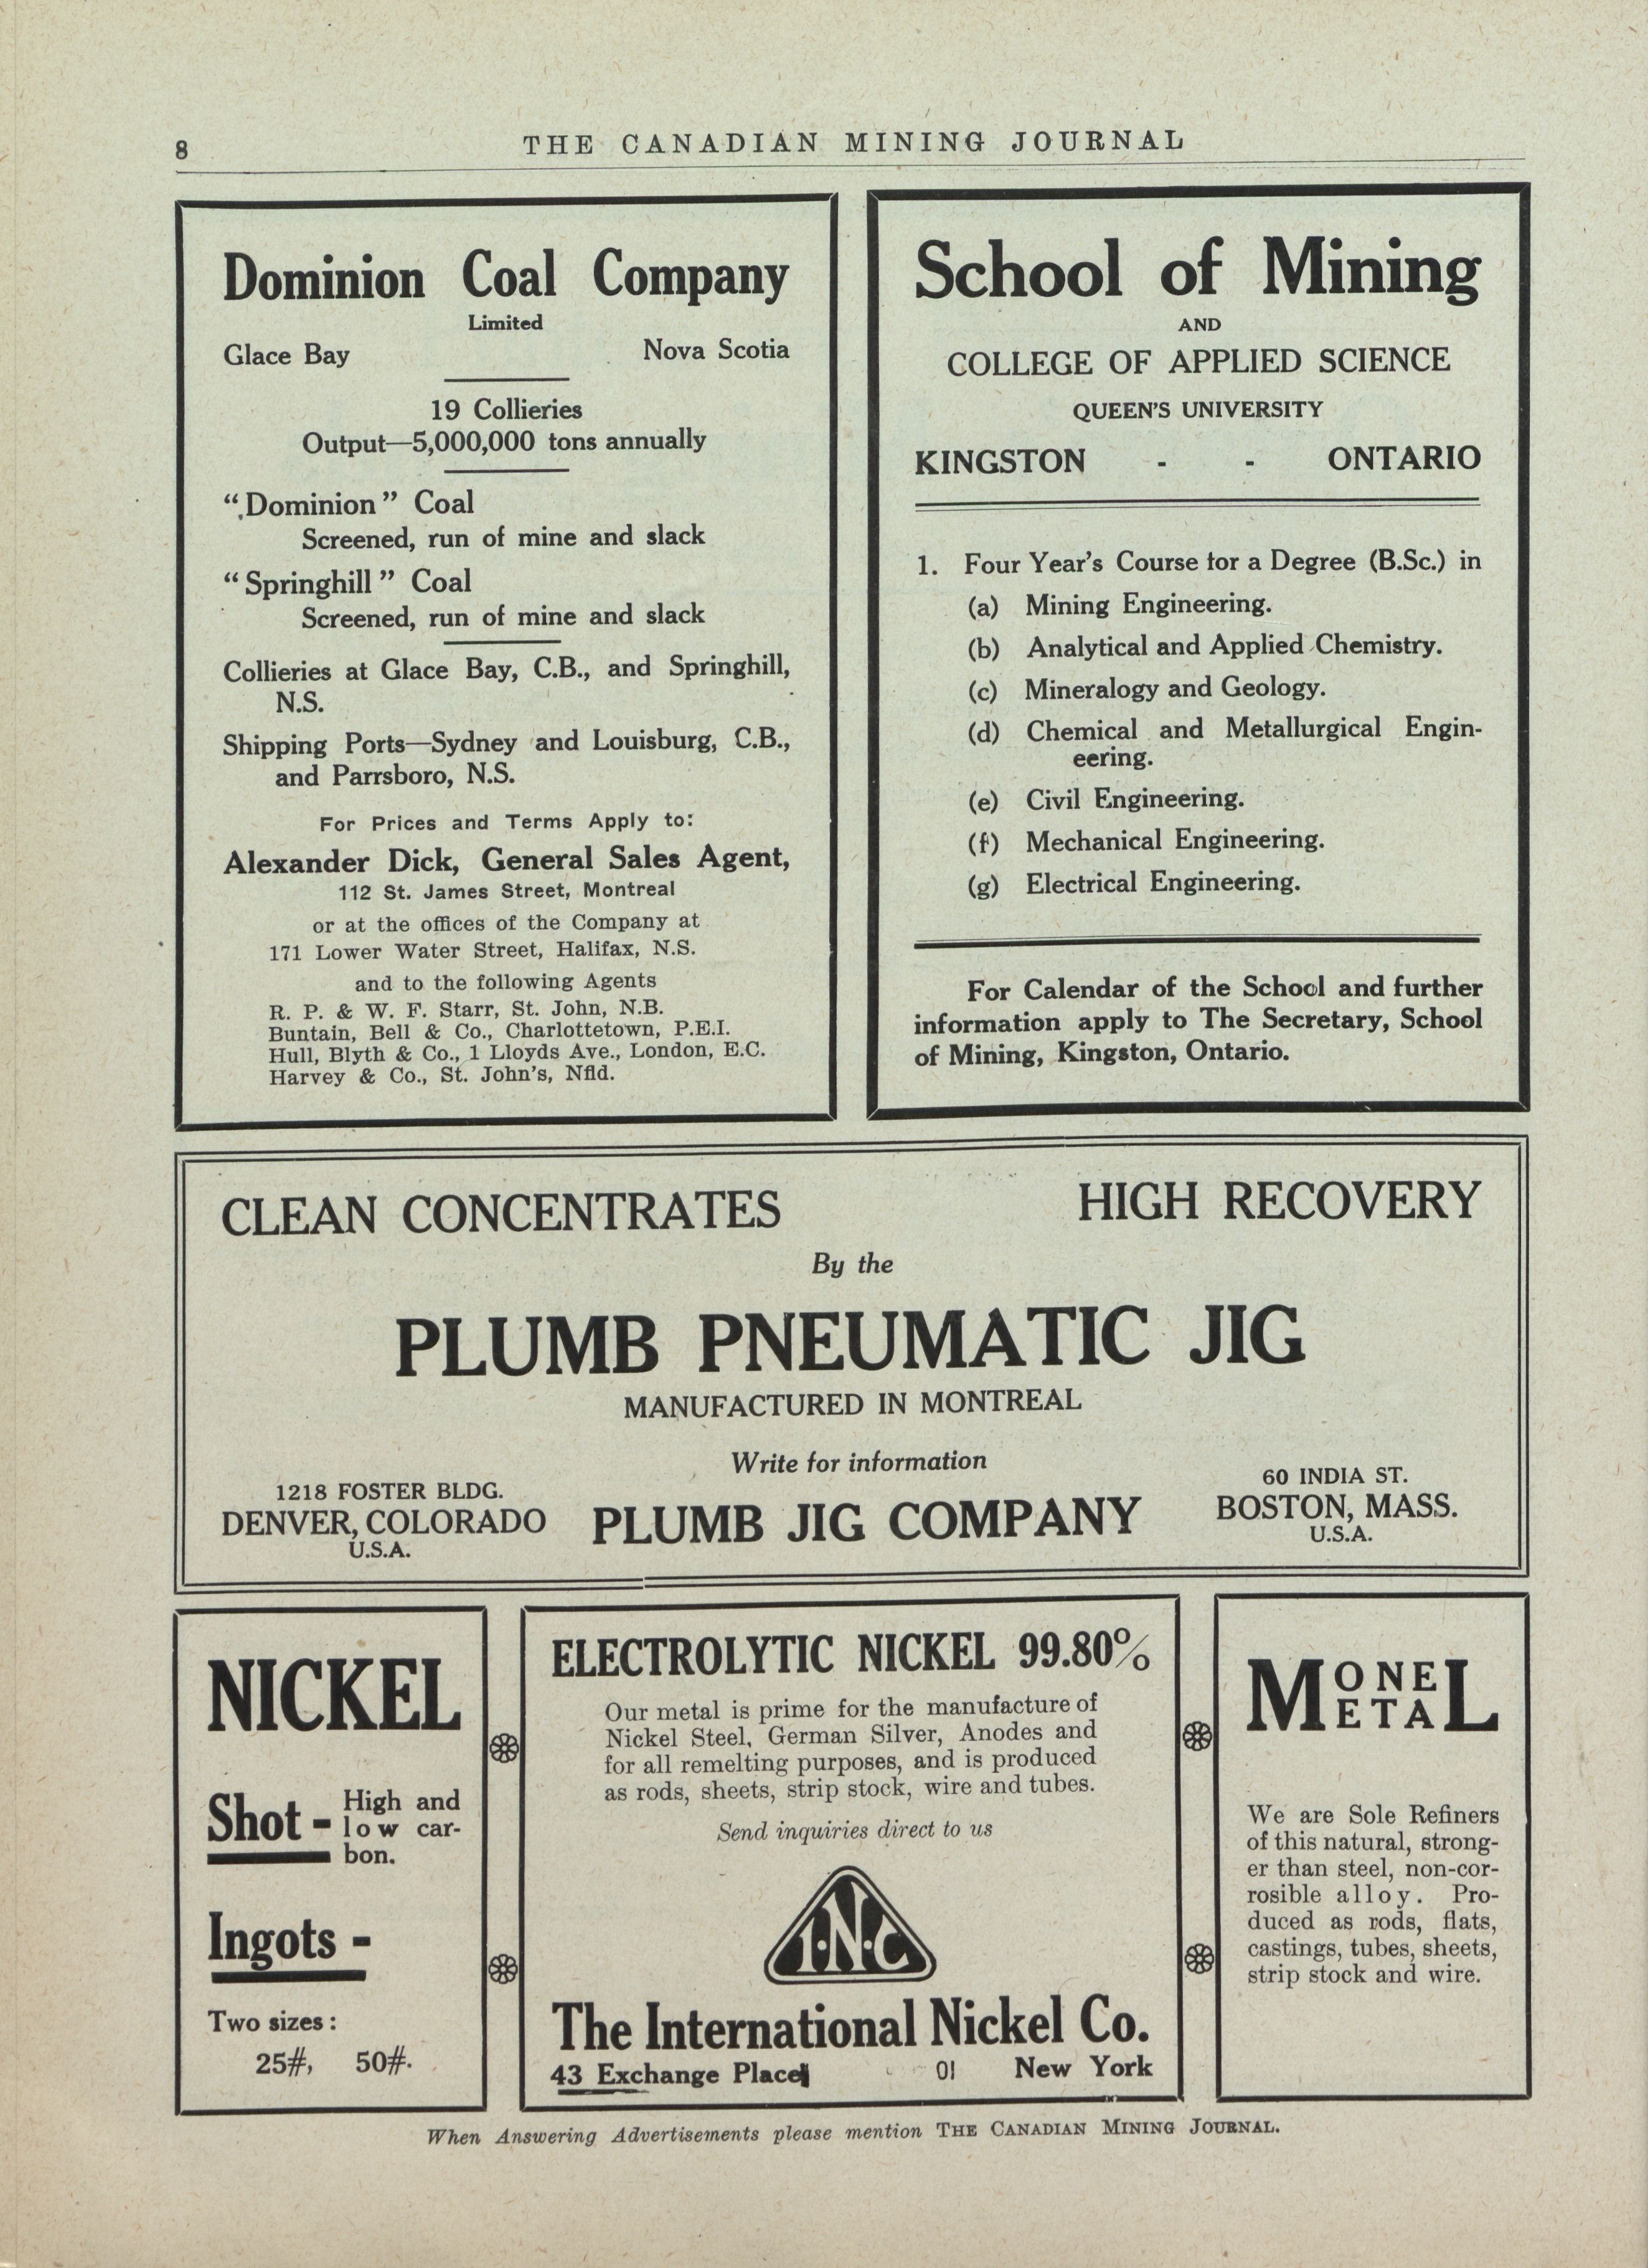 8
THE CANADIAN MINING JOURNAL
Dominion Coal Company
Limited
Glace Bay Nova Scotia
19 Collieries
Output—5,000,000 tons annually
"Dominion" Coal
Screened, run of mine and slack
"Springhill" Coal
Screened, run of mine and slack
Collieries at Glace Bay, C.B., and Springhill,
N.S.
Shipping Ports—Sydney and Louisburg, C.B.,
and Parrsboro, N.S.
For Prices and Terms Apply to:
Alexander Dick, General Sales Agent,
112 St. James Street, Montreal
or at the offices of the Company at
171 Lower Water Street, Halifax, N.S.
and to the following Agents
R. P. & W. F. Starr, St. John, N.B.
Buntain, Bell & Co., Charlottetown, P.E.I.
Hull, Blyth & Co., 1 Lloyds Ave., London, E.C.
Harvey & Co., St. John's, Nfld.
School of Mining
AND
COLLEGE OF APPLIED SCIENCE
QUEEN'S UNIVERSITY
KINGSTON - - ONTARIO
1. Four Year's Course for a Degree (B.Sc.) in
(a) Mining Engineering.
(b) Analytical and Applied Chemistry.
(c) Mineralogy and Geology.
(d) Chemical and Metallurgical Engin-
eering.
(e) Civil Engineering.
(f) Mechanical Engineering.
(g) Electrical Engineering.
For Calendar of the School and further
information apply to The Secretary, School
of Mining, Kingston, Ontario.
CLEAN CONCENTRATES HIGH RECOVERY
By the
PLUMB PNEUMATIC JIG
MANUFACTURED IN MONTREAL
Write for information
1218 FOSTER BLDG.
DENVER, COLORADO
U.S.A.
PLUMB JIG COMPANY
60 INDIA ST.
BOSTON, MASS.
U.S.A.
NICKEL
Shot - High and
low car-
bon.
Ingots -
Two sizes:
25#, 50#.
ELECTROLYTIC NICKEL 99.80%
Our metal is prime for the manufacture of
Nickel Steel, German Silver, Anodes and
for all remelting purposes, and is produced
as rods, sheets, strip stock, wire and tubes.
Send inquiries direct to us
I·N·C
The International Nickel Co.
43 Exchange Place New York
MONEL
METAL
We are Sole Refiners
of this natural, strong-
er than steel, non-cor-
rosible alloy. Pro-
duced as rods, flats,
castings, tubes, sheets,
strip stock and wire.
When Answering Advertisements please mention THE CANADIAN MINING JOURNAL.